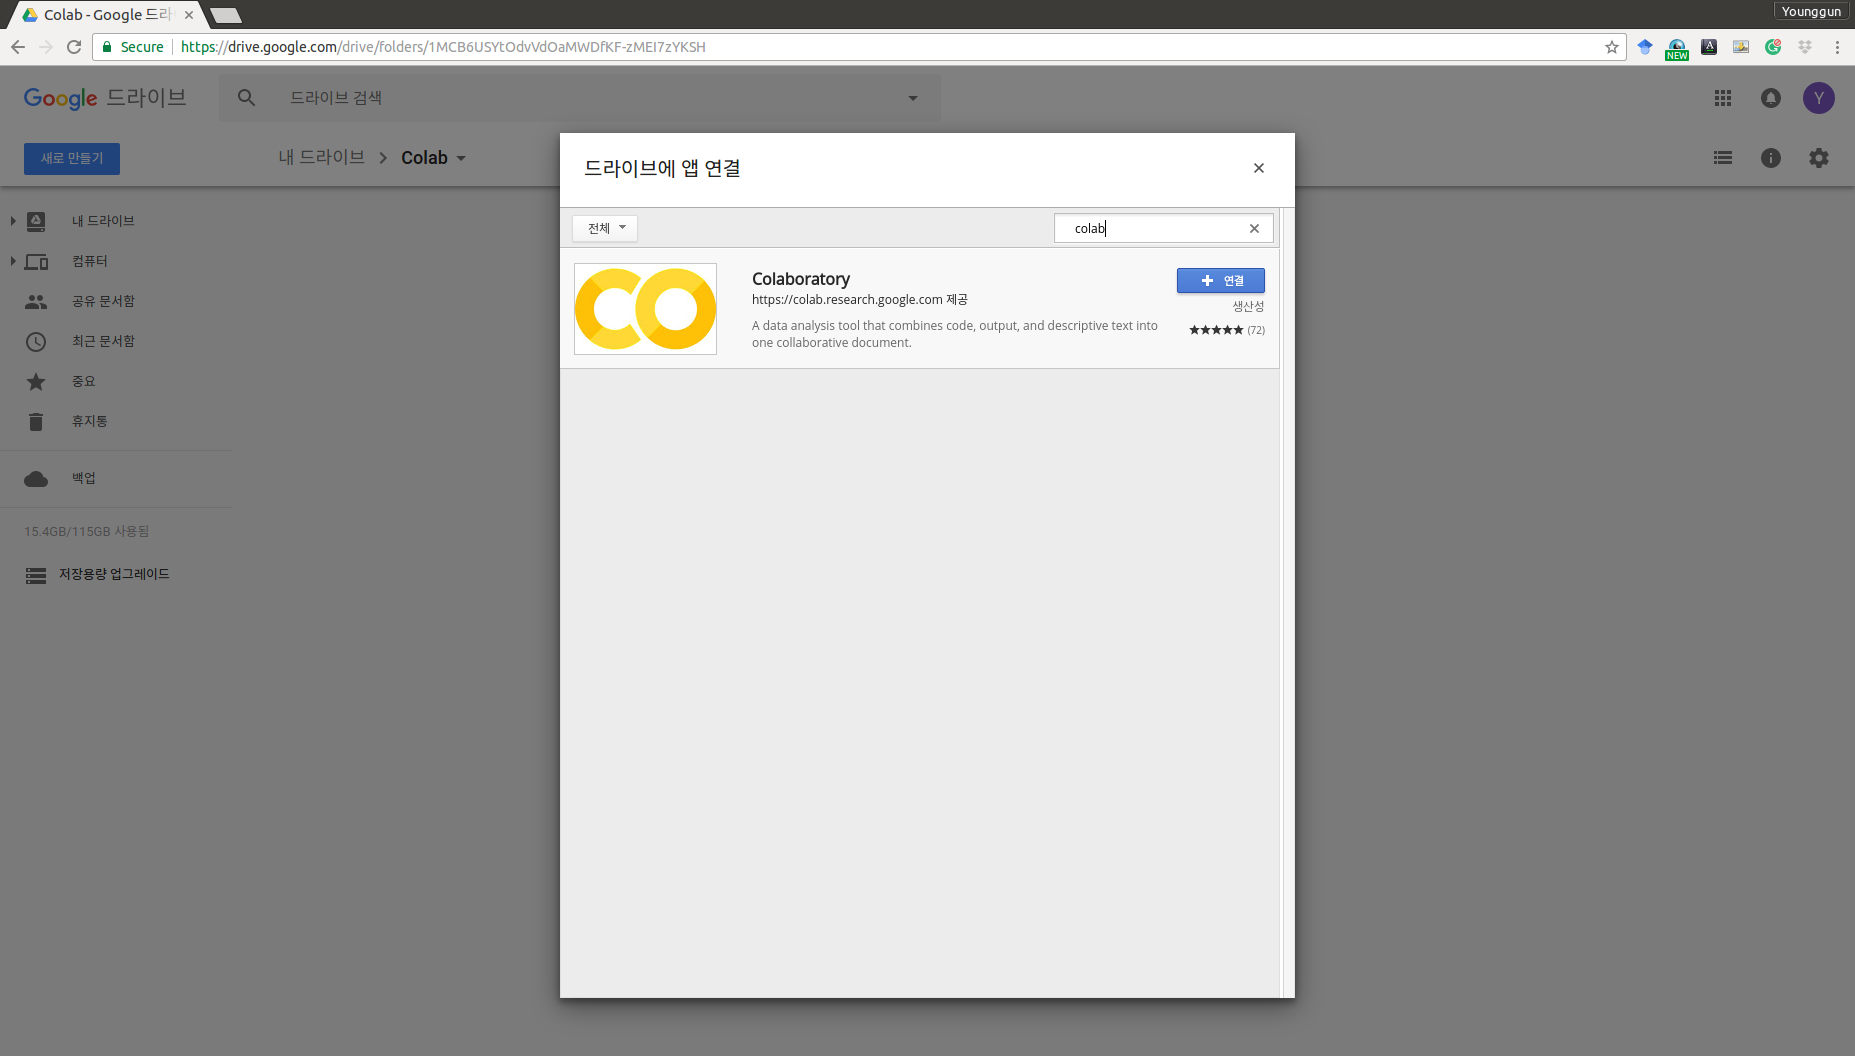 Colab - Google 드라
Younggun
Secure
https://drive.google.com/drive/folders/1MCB6USYtOdvVdOaMWDfKF-zMEI7zYKSH
NEW
Google 드라이브
드라이브 검색
Y
새로 만들기
내 드라이브
Colab
드라이브에 앱 연결
전체
colab
Colaboratory
https://colab.research.google.com 제공
A data analysis tool that combines code, output, and descriptive text into
one collaborative document.
연결
생산성
(72)
내 드라이브
컴퓨터
공유 문서함
최근 문서함
중요
휴지통
백업
15.4GB/115GB 사용됨
저장용량 업그레이드